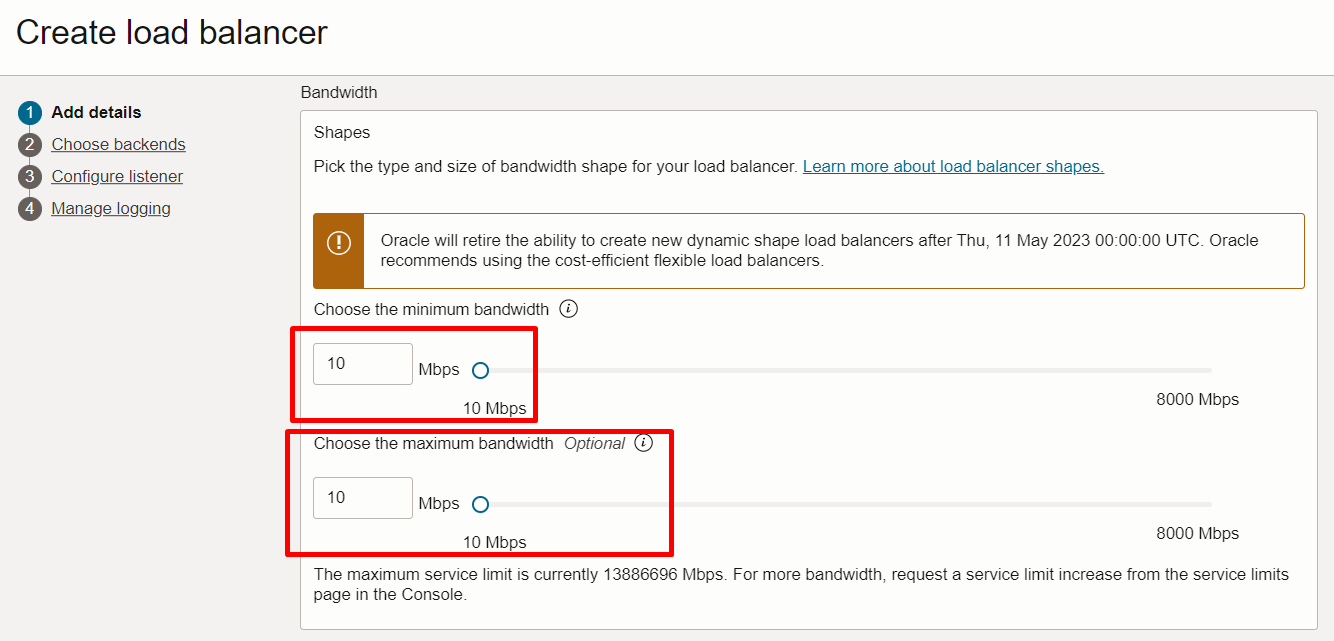 Create load balancer
1 Add details
2 Choose backends
3 Configure listener
4 Manage logging
Bandwidth
Shapes
Pick the type and size of bandwidth shape for your load balancer. Learn more about load balancer shapes.
Oracle will retire the ability to create new dynamic shape load balancers after Thu, 11 May 2023 00:00:00 UTC. Oracle
recommends using the cost-efficient flexible load balancers.
Choose the minimum bandwidth
10 Mbps
10 Mbps 8000 Mbps
Choose the maximum bandwidth Optional
10 Mbps
10 Mbps 8000 Mbps
The maximum service limit is currently 13886696 Mbps. For more bandwidth, request a service limit increase from the service limits
page in the Console.